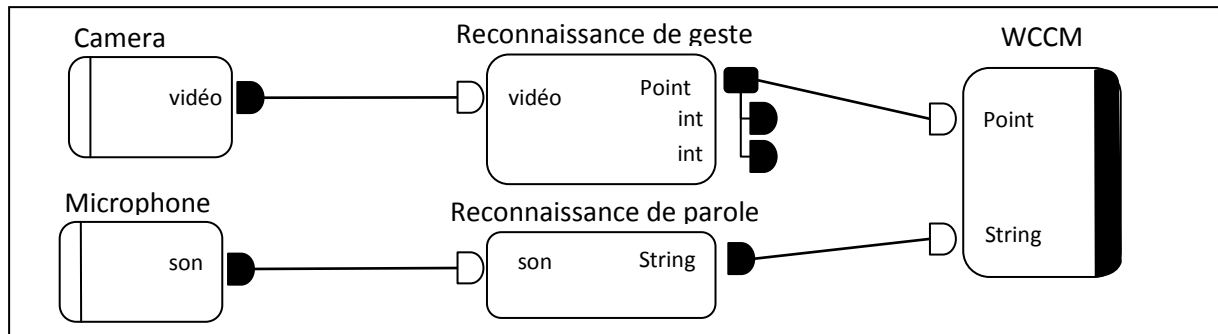 Camera
vidéo
Reconnaissance de geste
vidéo
Point
int
int
WCCM
Point
String
Microphone
son
Reconnaissance de parole
son
String